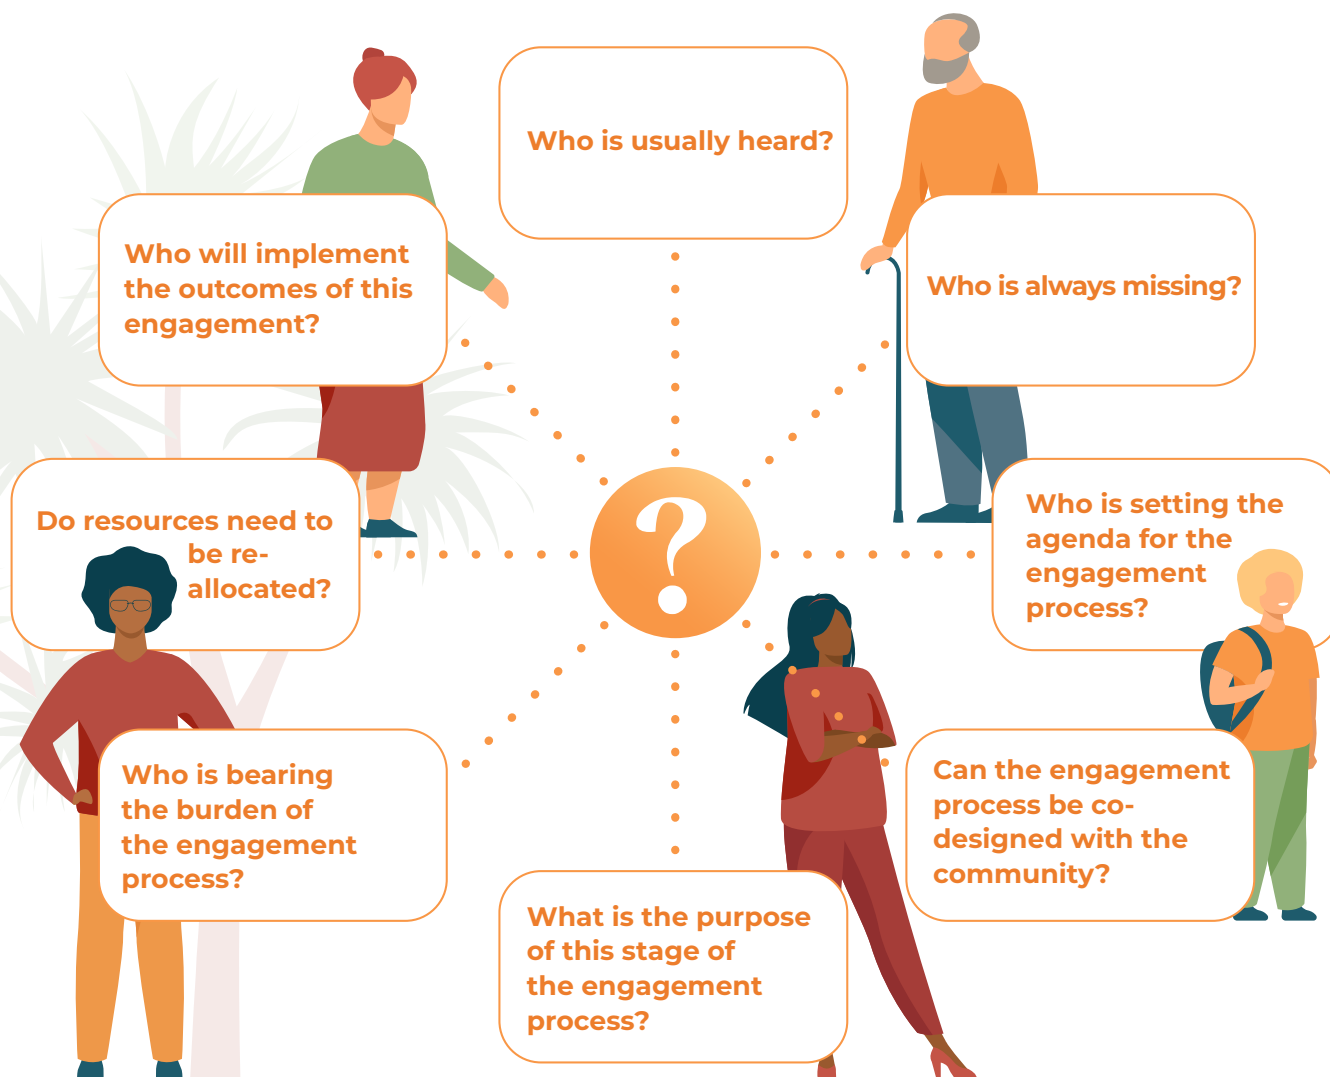 Who is usually heard?
Who will implement
the outcomes of this
engagement?
Who is always missing?
Do resources need to
be re-
allocated?
?
Who is setting the
agenda for the
engagement
process?
Who is bearing
the burden of
the engagement
process?
Can the engagement
process be co-
designed with the
community?
What is the purpose
of this stage of
the engagement
process?